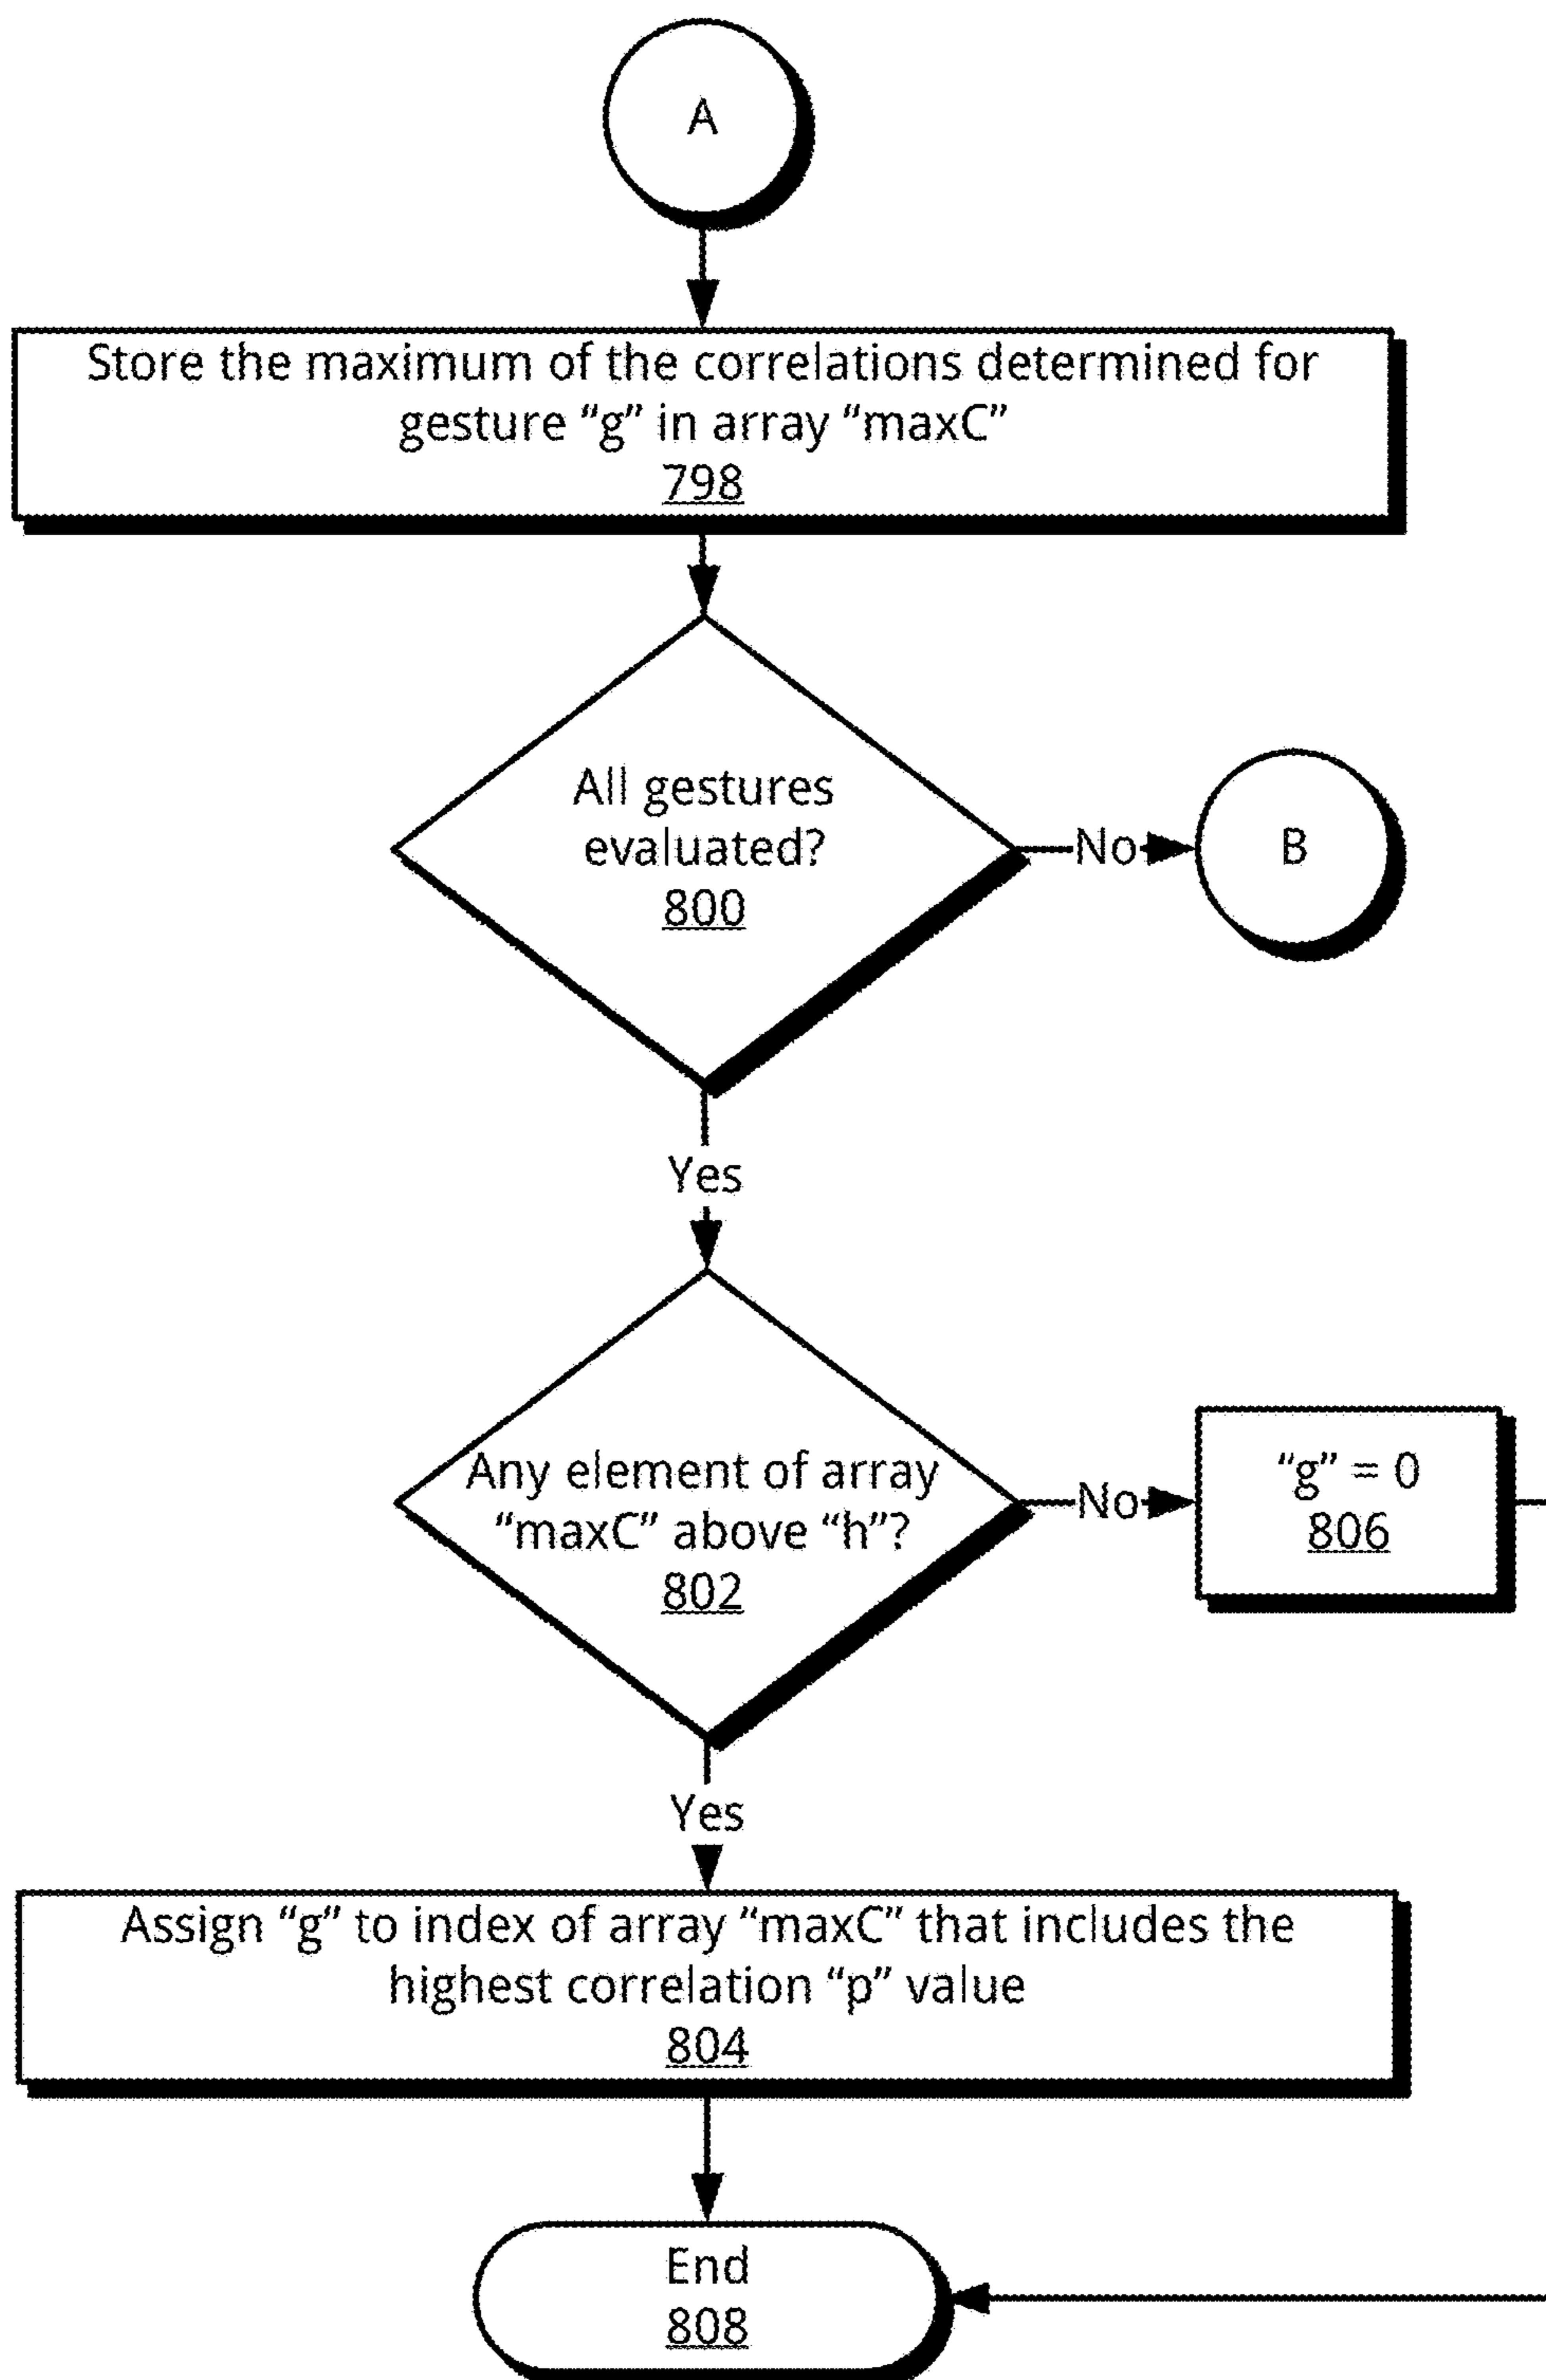 A
Store the maximum of the correlations determined for
gesture “g” in array “maxC”
798
All gestures
evaluated?
800
No
B
Yes
Any element of array
“maxC” above “h”?
802
No
“g” = 0
806
Yes
Assign “g” to index of array “maxC” that includes the
highest correlation “p” value
804
End
808